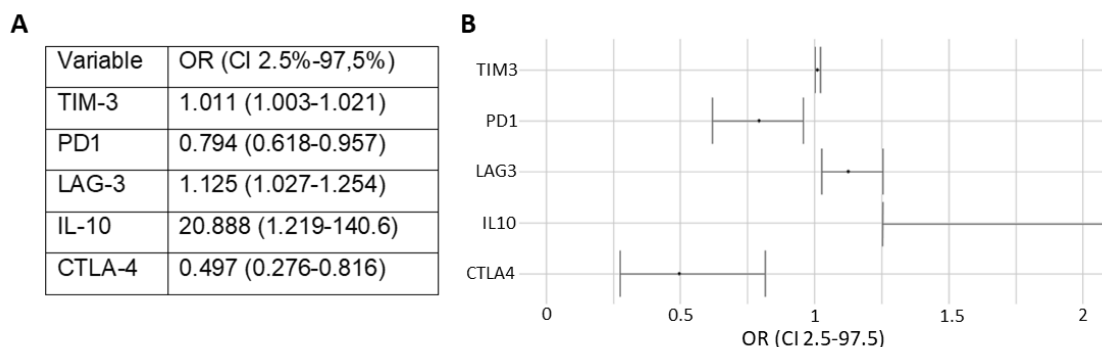 A
Variable OR (CI 2.5%-97,5%)
TIM-3 1.011 (1.003-1.021)
PD1 0.794 (0.618-0.957)
LAG-3 1.125 (1.027-1.254)
IL-10 20.888 (1.219-140.6)
CTLA-4 0.497 (0.276-0.816)
B
TIM3
PD1
LAG3
IL10
CTLA4
0 0.5 1 1.5 2
OR (CI 2.5-97.5)